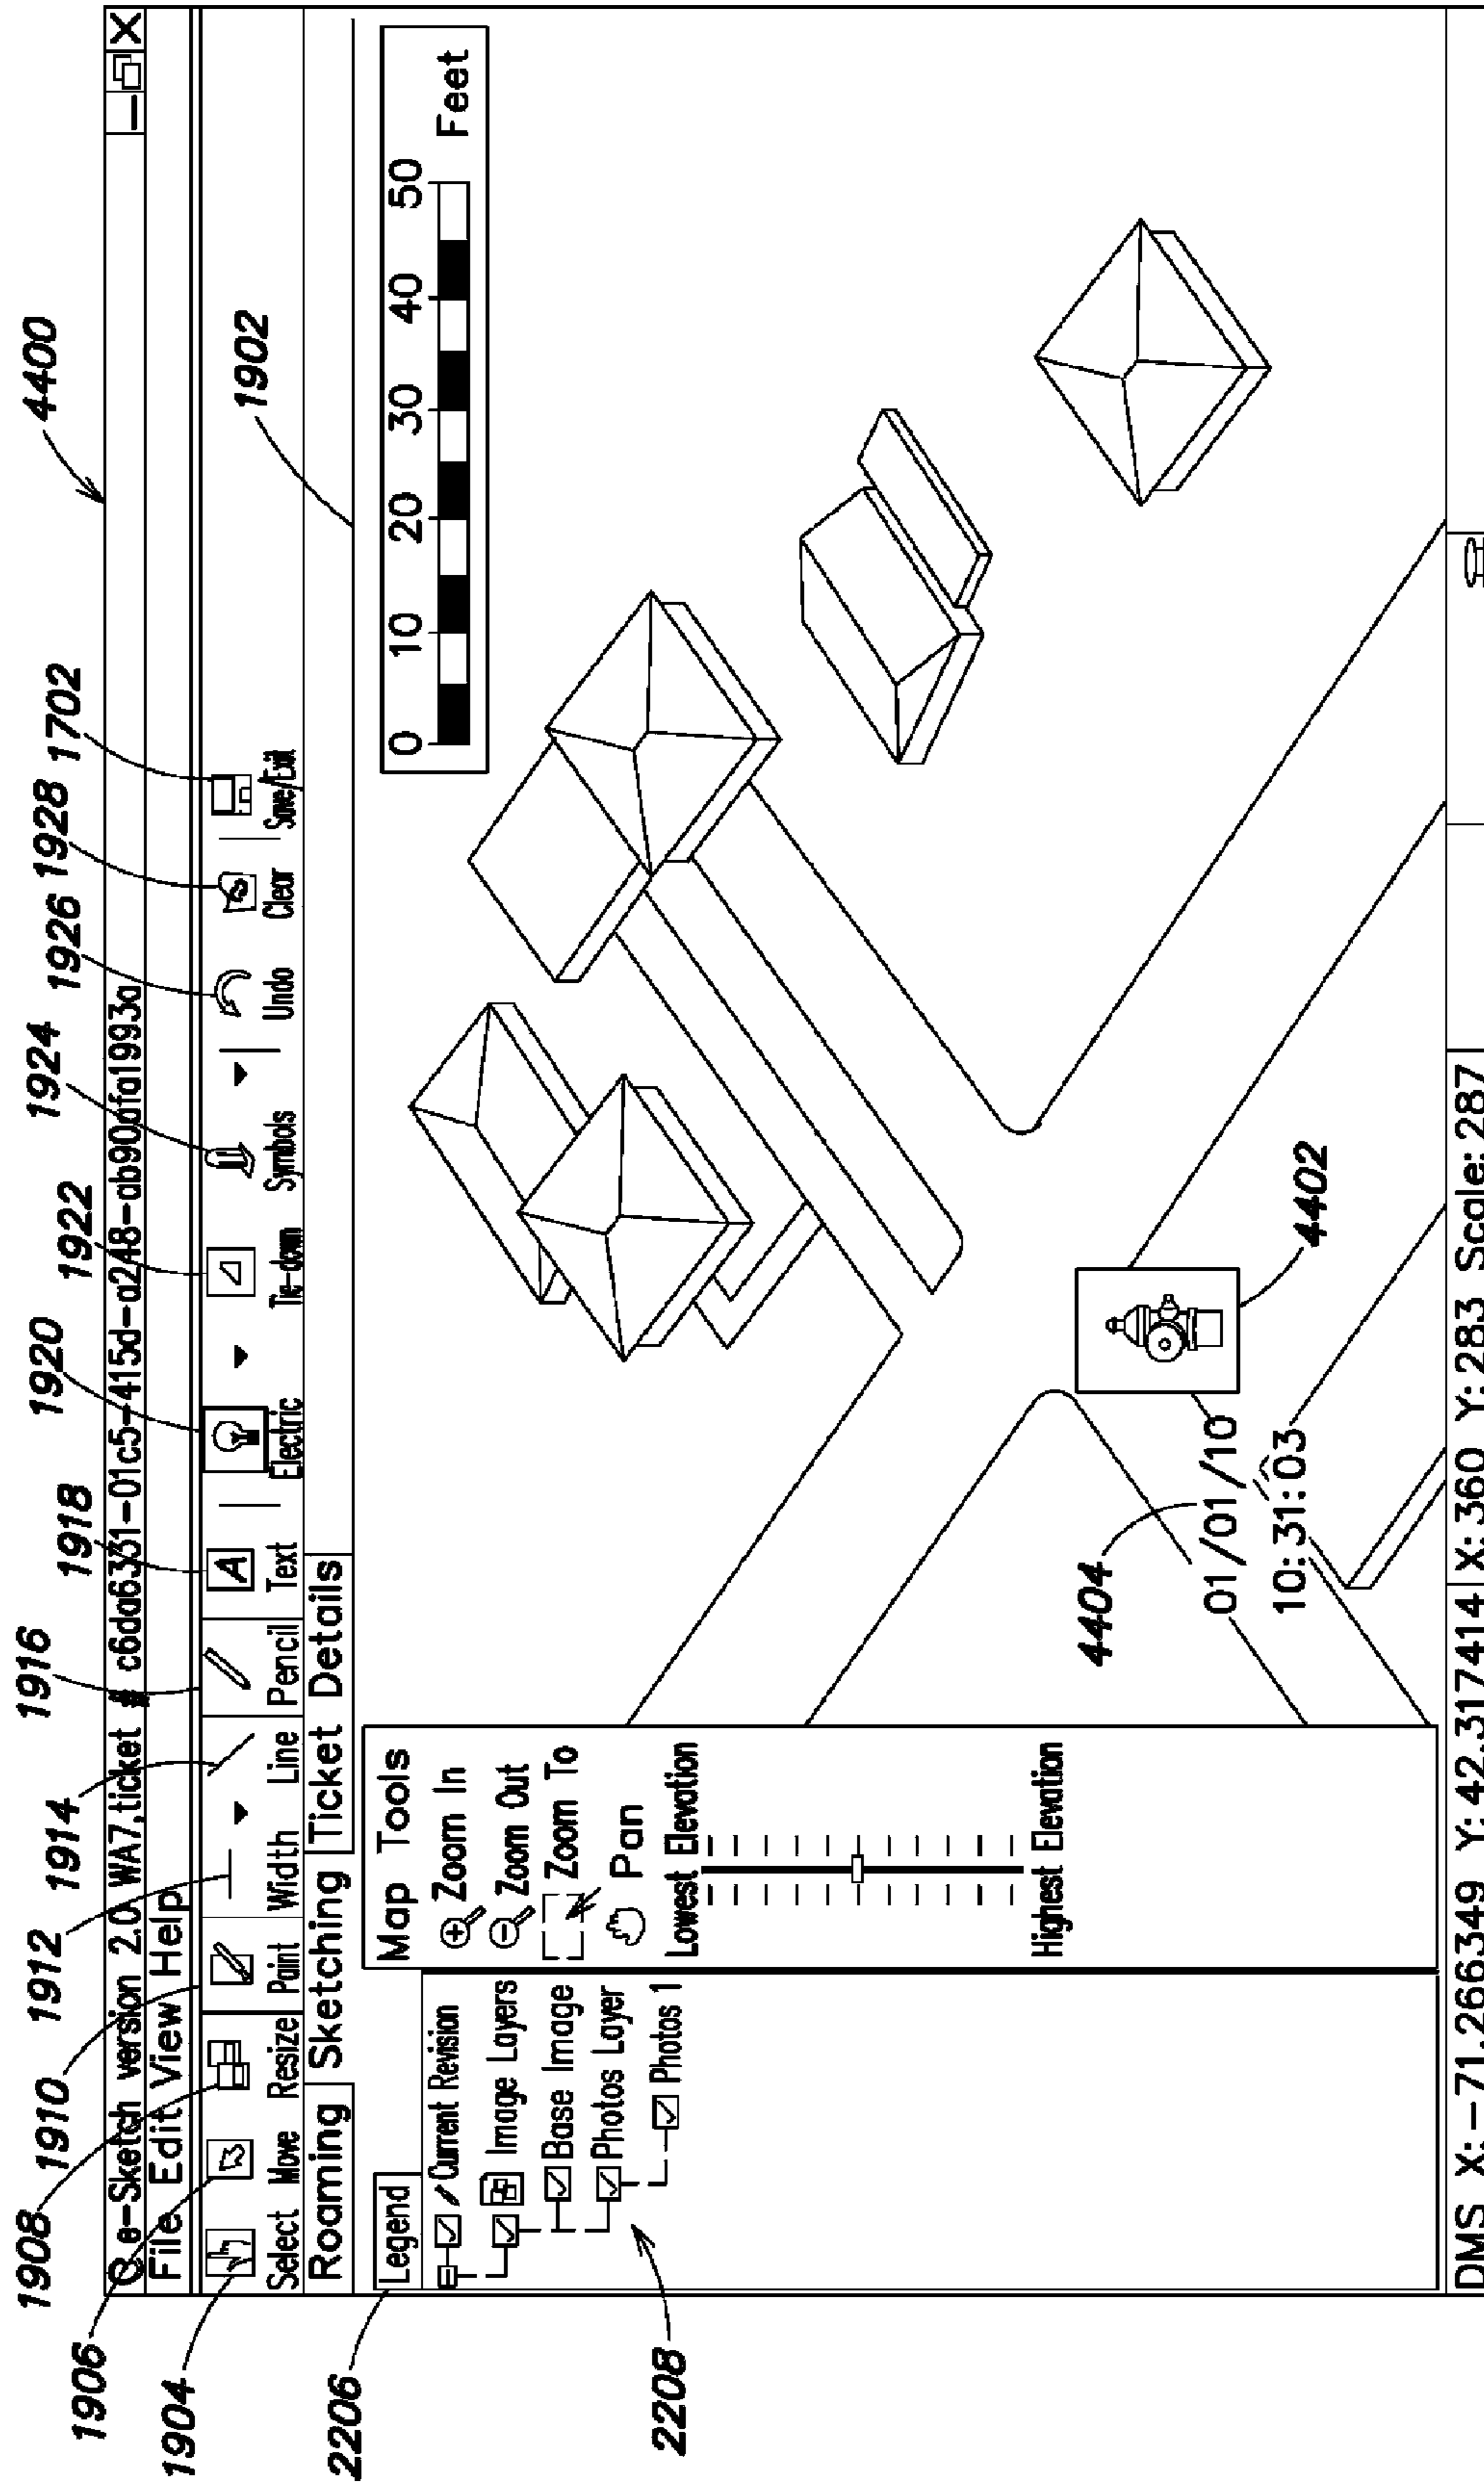 4400
1902
1908
1910
1912
1914
1916
1918
1920
1922
1924
1926
1928
1702
1906
1904
2206
2208
e-Sketch version 2.0 WA7, ticket # c6da6331-01c5-415d-a248-ab90afa1993a
File Edit View Help
Select Move Resize Paint Width Line Pencil Text Electric Tie-down Symbols Undo Clear Save/Exit
Roaming Sketching Ticket Details
Legend
Current Revision
Image Layers
Base Image
Photos Layer
Photos 1
Map Tools
Zoom In
Zoom Out
Zoom To
Pan
Lowest Elevation
Highest Elevation
0 10 20 30 40 50
Feet
4404
01/01/10
10:31:03
4402
DMS X:-71.266349 Y:42.317414 X:360 Y:283 Scale:287